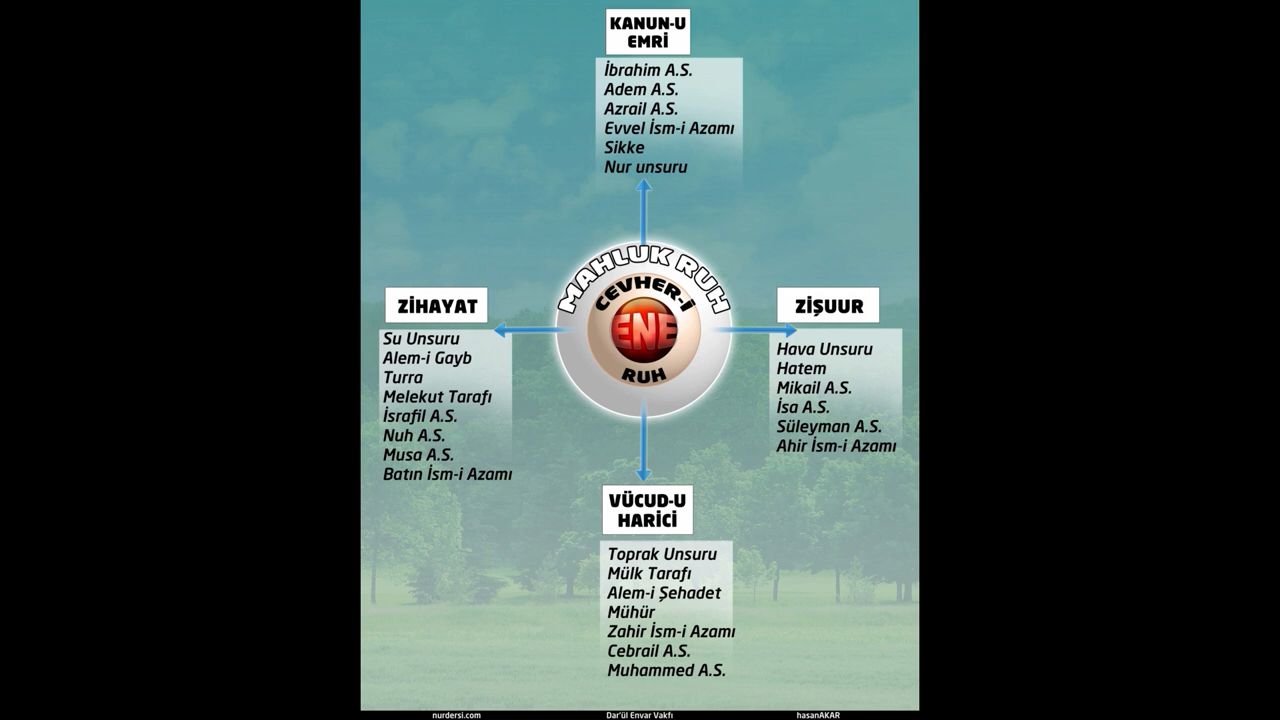 KANUN-U
EMRİ
İbrahim A.S.
Adem A.S.
Azrail A.S.
Evvel İsm-i Azamı
Sikke
Nur unsuru
MAHLUK RUH
CEVHER-İ
ENE
RUH
ZİHAYAT
Su Unsuru
Alem-i Gayb
Turra
Melekut Tarafı
İsrafil A.S.
Nuh A.S.
Musa A.S.
Batın İsm-i Azamı
ZİŞUUR
Hava Unsuru
Hatem
Mikail A.S.
İsa A.S.
Süleyman A.S.
Ahir İsm-i Azamı
VÜCUD-U
HARİCİ
Toprak Unsuru
Mülk Tarafı
Alem-i Şehadet
Mühür
Zahir İsm-i Azamı
Cebrail A.S.
Muhammed A.S.
nurdersi.com
Dar'ül Envar Vakfı
hasanAKAR